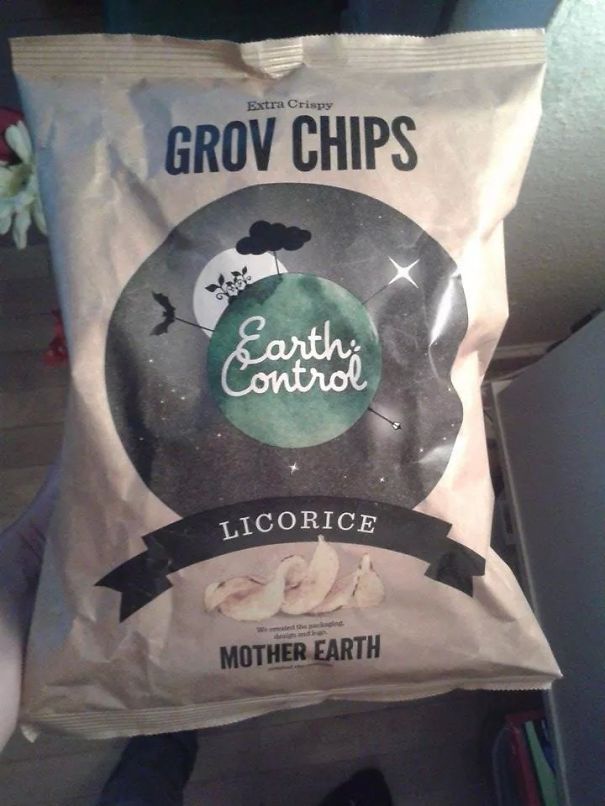 Extra Crispy
GROV CHIPS
Earth
Control
LICORICE
We created the packaging,
design and logo.
MOTHER EARTH